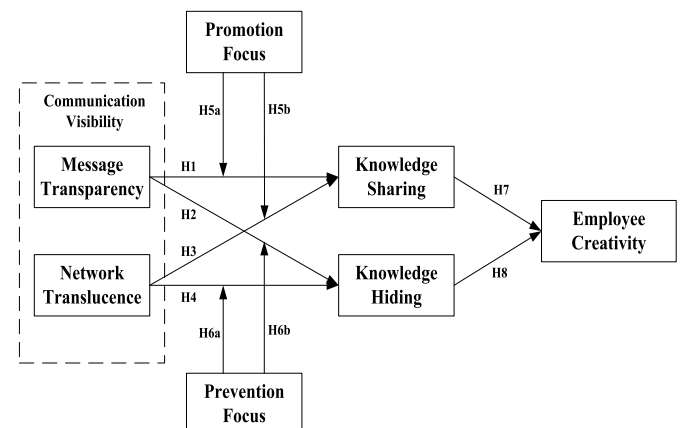 Promotion
Focus
Communication
Visibility
H5a
H5b
Message
Transparency
H1
Knowledge
Sharing
H7
H2
Employee
Creativity
H3
Network
Translucence
H4
Knowledge
Hiding
H8
H6a
H6b
Prevention
Focus